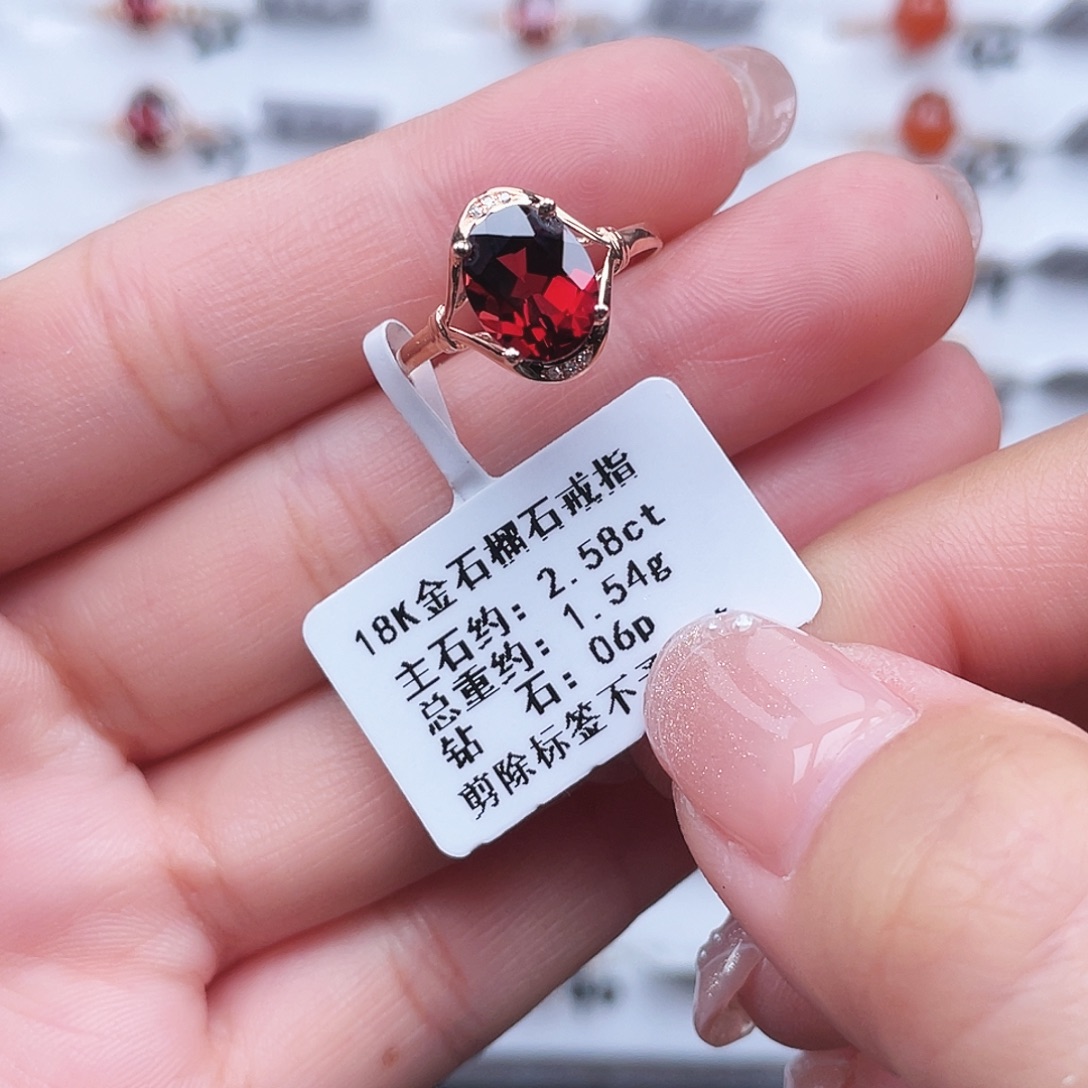 18K金石榴石戒指
主石约: 2.58ct
总重约: 1.54g
钻 石: 06p
剪除标签不